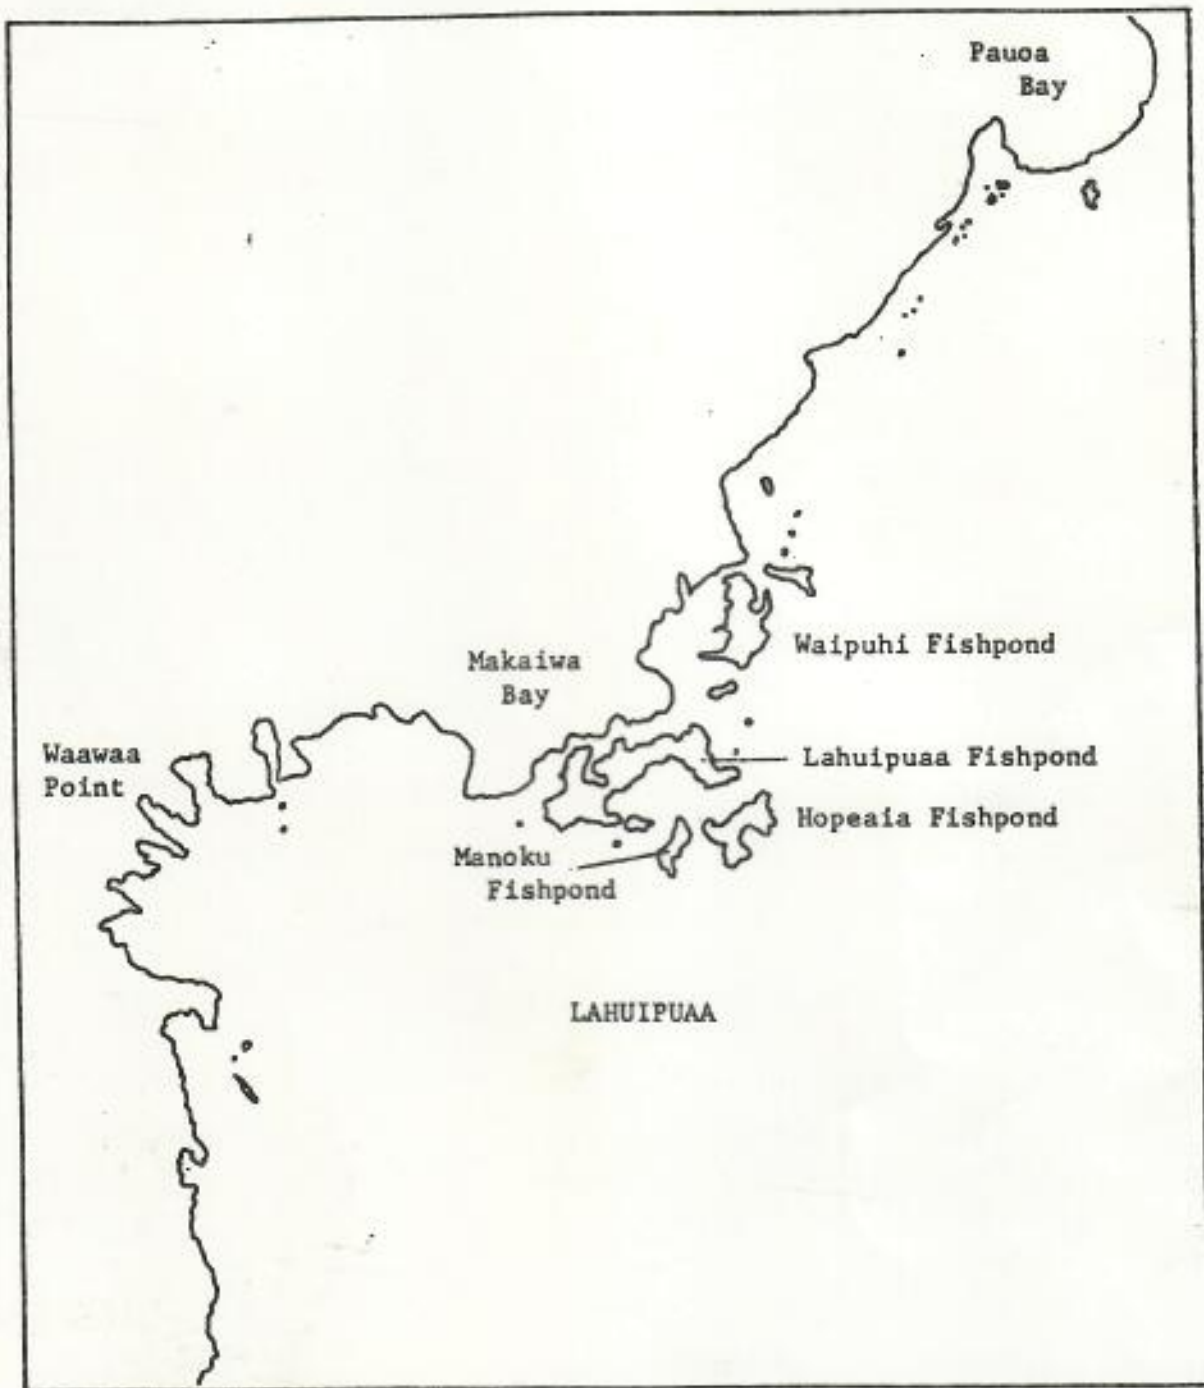 Pauoa
Bay
Waipuhi Fishpond
Makaiwa
Bay
Waawaa
Point
Lahuipuaa Fishpond
Hopeaia Fishpond
Manoku
Fishpond
LAHUIPUAA